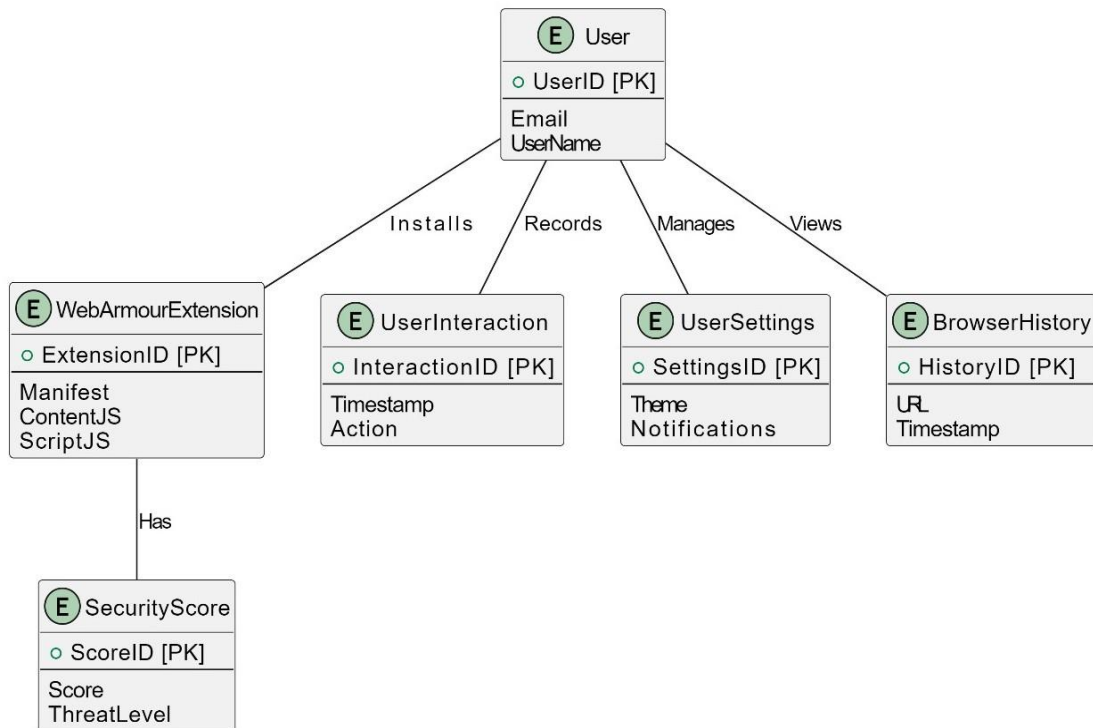 E User
UserID [PK]
Email
UserName
Installs
Records
Manages
Views
E WebArmourExtension
ExtensionID [PK]
Manifest
ContentJS
ScriptJS
E UserInteraction
InteractionID [PK]
Timestamp
Action
E UserSettings
SettingsID [PK]
Theme
Notifications
E BrowserHistory
HistoryID [PK]
URL
Timestamp
Has
E SecurityScore
ScoreID [PK]
Score
ThreatLevel